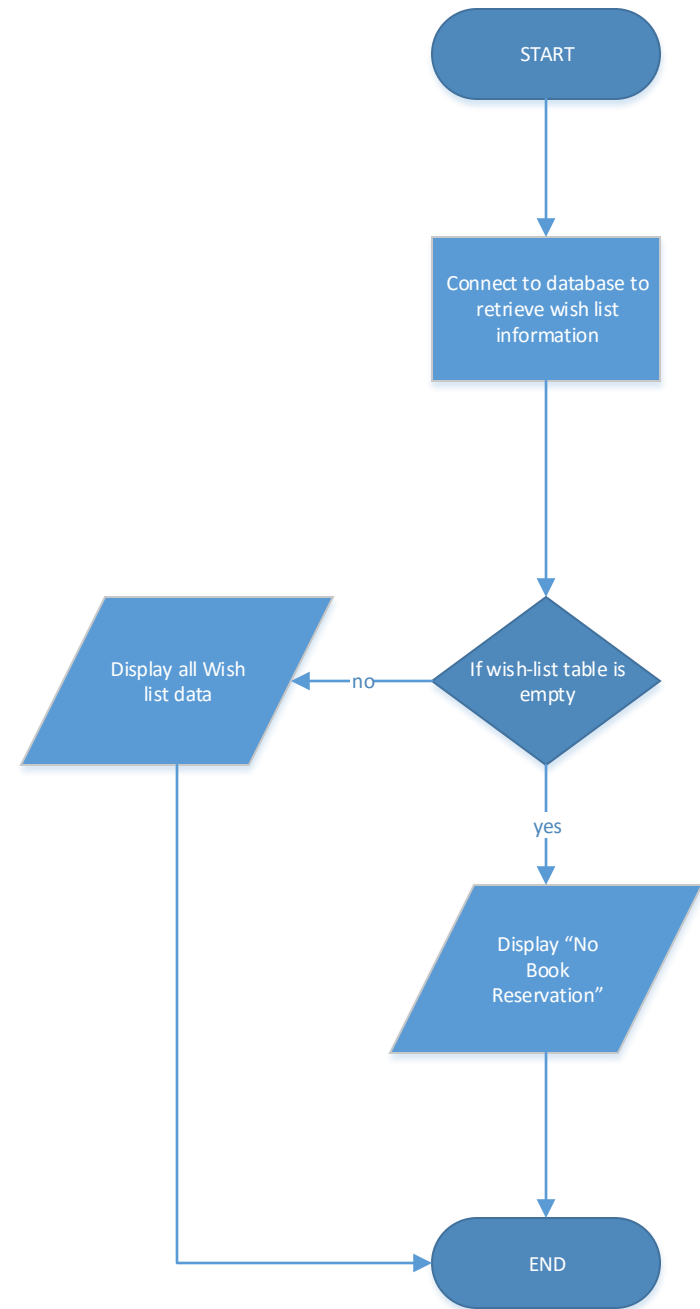 START
Connect to database to
retrieve wish list
information
If wish-list table is
empty
no
Display all Wish
list data
yes
Display “No
Book
Reservation”
END